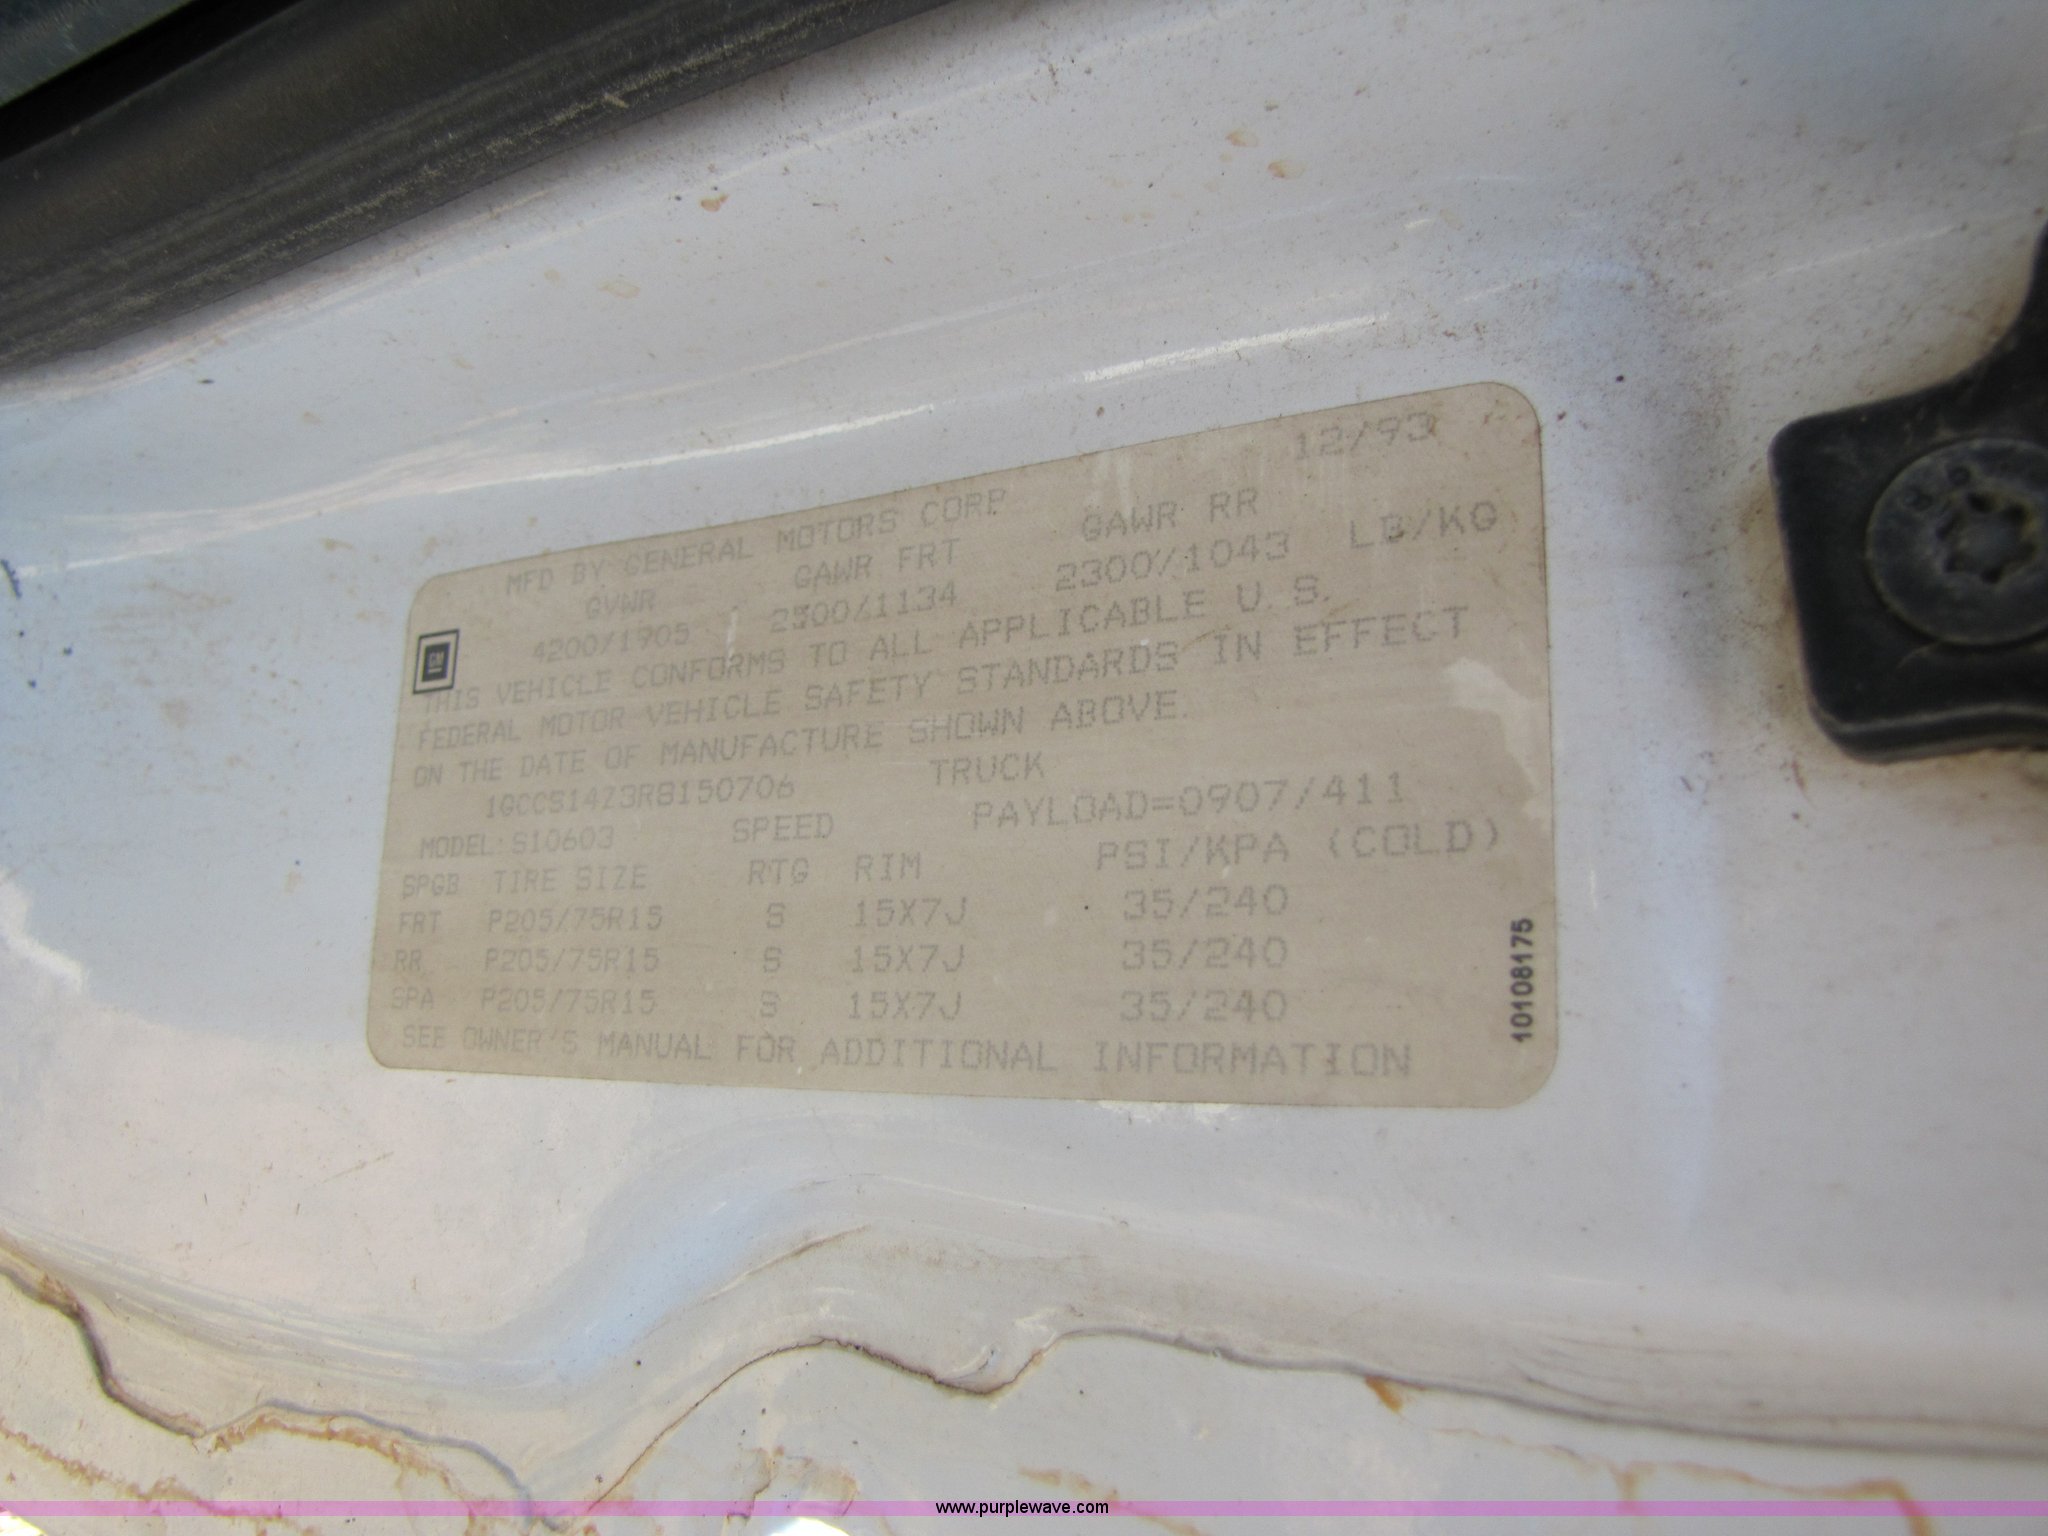 12/93
MFD BY GENERAL MOTORS CORP
GVWR GAWR FRT GAWR RR
4200/1905 2500/1134 2300/1043 LB/KG
THIS VEHICLE CONFORMS TO ALL APPLICABLE U.S.
FEDERAL MOTOR VEHICLE SAFETY STANDARDS IN EFFECT
ON THE DATE OF MANUFACTURE SHOWN ABOVE.
1GCCS14Z3R8150706 TRUCK
MODEL:S10603 SPEED PAYLOAD=0907/411
SPGB TIRE SIZE RTG RIM PSI/KPA (COLD)
FRT P205/75R15 S 15X7J 35/240
RR P205/75R15 S 15X7J 35/240
SPA P205/75R15 S 15X7J 35/240
SEE OWNER'S MANUAL FOR ADDITIONAL INFORMATION
GM
10108175
www.purplewave.com